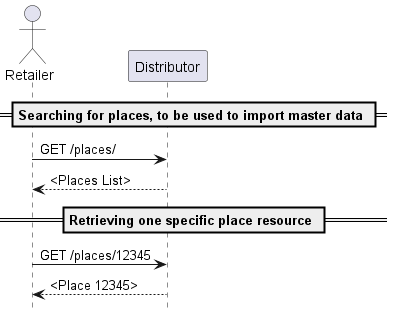 Retailer
Distributor
Searching for places, to be used to import master data
GET /places/
<Places List>
Retrieving one specific place resource
GET /places/12345
<Place 12345>